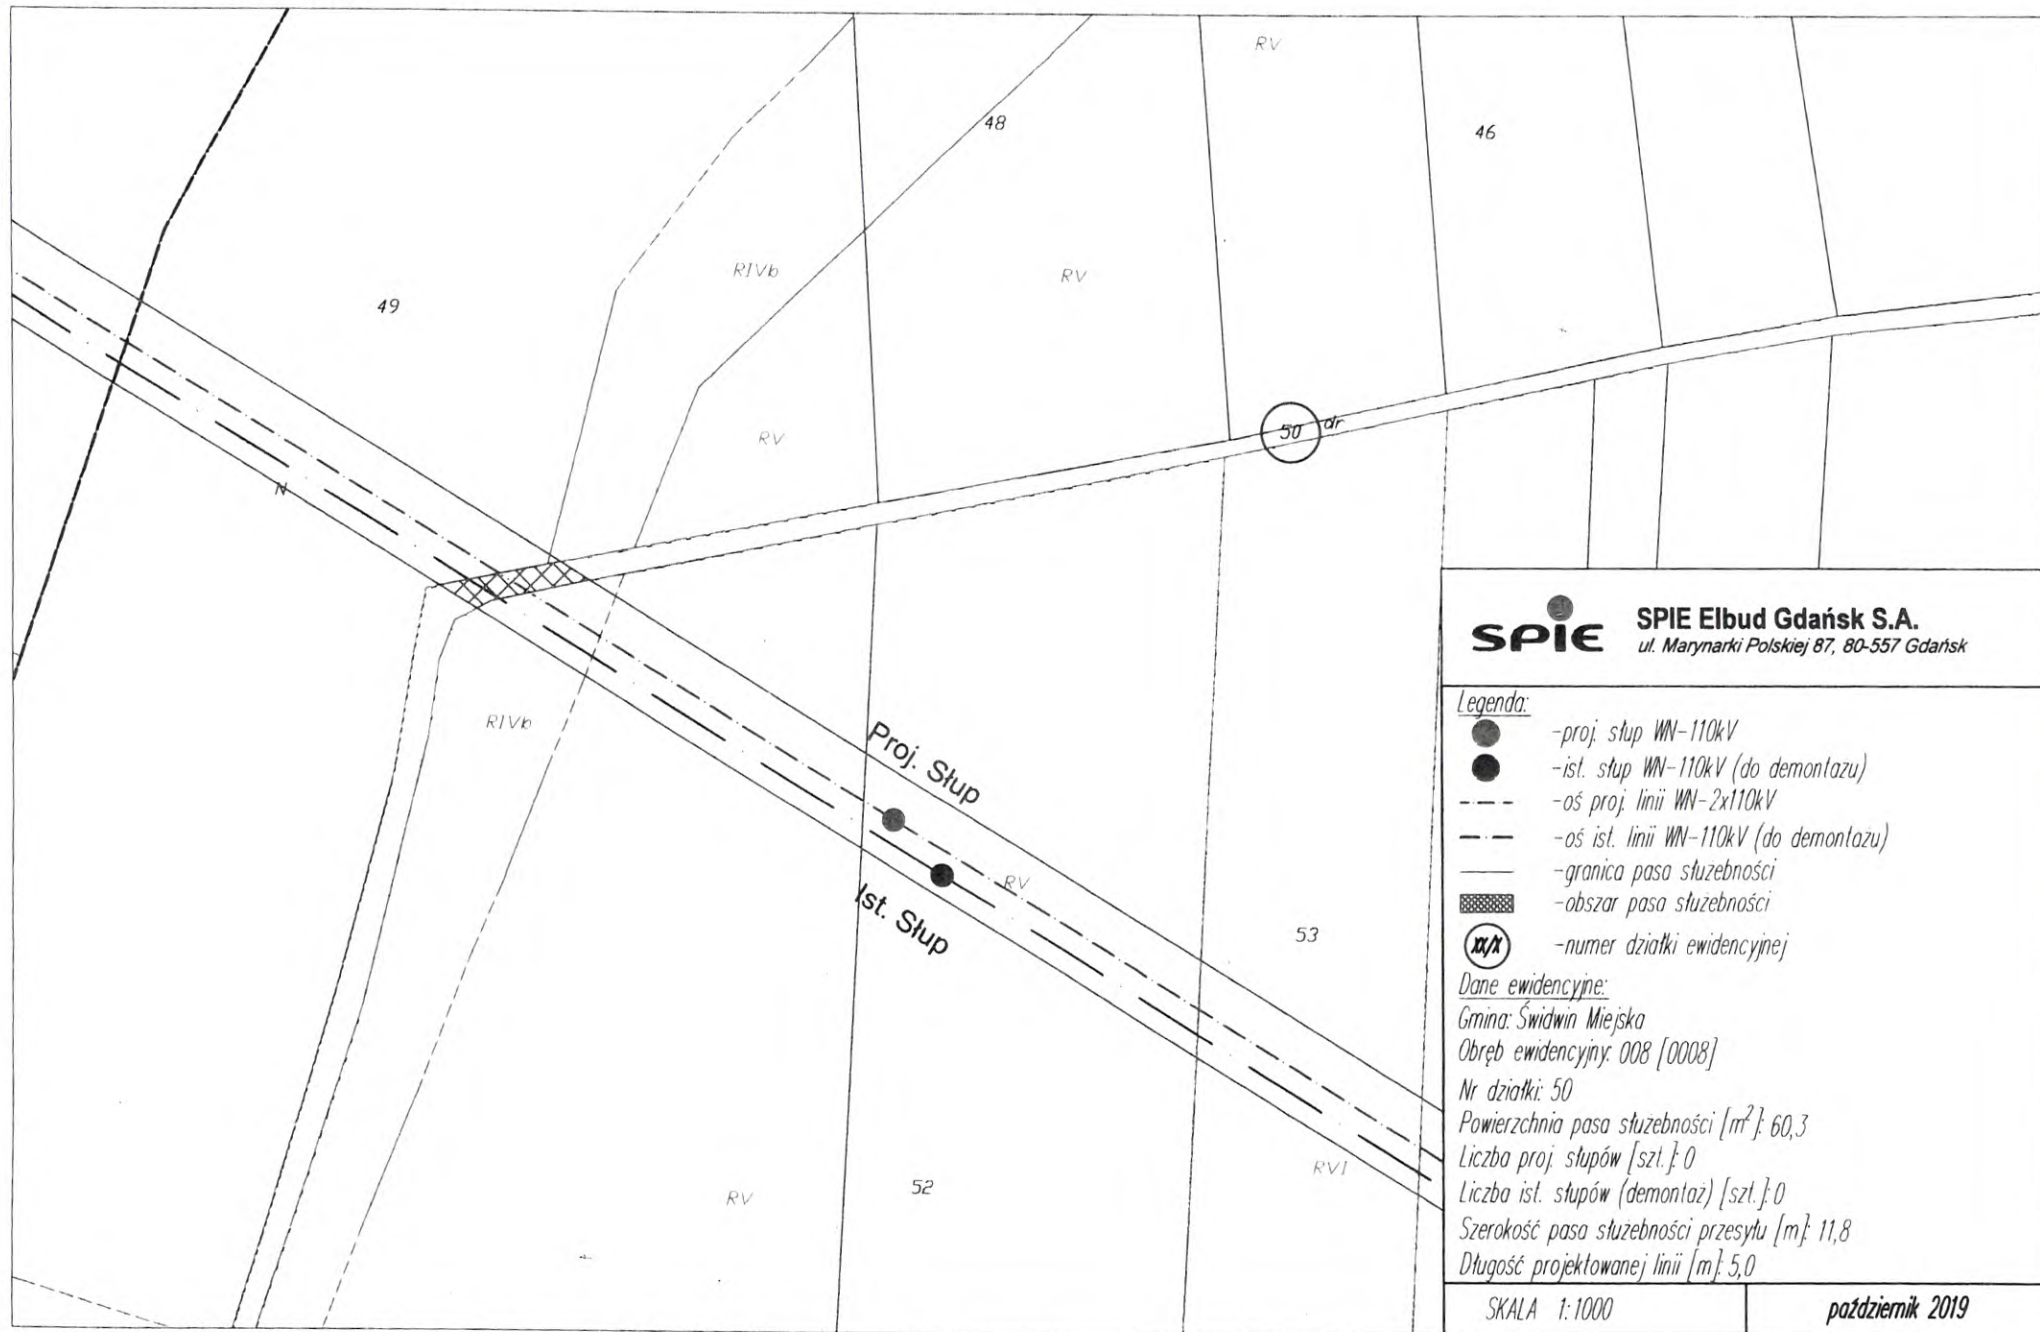 RV
48
46
RIVb
RV
49
RV
50 dr
N
RIVb
Proj. Słup
RV
Ist. Słup
53
RVI
52
RV
SPIE
SPIE Elbud Gdańsk S.A.
ul. Marynarki Polskiej 87, 80-557 Gdańsk
Legenda:
-proj. słup WN-110kV
-ist. słup WN-110kV (do demontażu)
-oś proj. linii WN-2x110kV
-oś ist. linii WN-110kV (do demontażu)
-granica pasa służebności
-obszar pasa służebności
xx/x -numer działki ewidencyjnej
Dane ewidencyjne:
Gmina: Świdwin Miejska
Obręb ewidencyjny: 008 [0008]
Nr działki: 50
Powierzchnia pasa służebności [m²]: 60,3
Liczba proj. słupów [szt.]: 0
Liczba ist. słupów (demontaż) [szt.]: 0
Szerokość pasa służebności przesyłu [m]: 11,8
Długość projektowanej linii [m]: 5,0
SKALA 1:1000
październik 2019